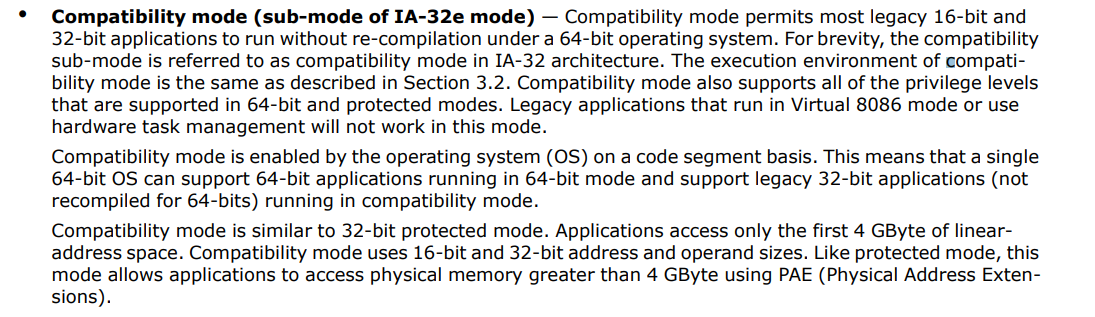 • Compatibility mode (sub-mode of IA-32e mode) — Compatibility mode permits most legacy 16-bit and
32-bit applications to run without re-compilation under a 64-bit operating system. For brevity, the compatibility
sub-mode is referred to as compatibility mode in IA-32 architecture. The execution environment of compati-
bility mode is the same as described in Section 3.2. Compatibility mode also supports all of the privilege levels
that are supported in 64-bit and protected modes. Legacy applications that run in Virtual 8086 mode or use
hardware task management will not work in this mode.
Compatibility mode is enabled by the operating system (OS) on a code segment basis. This means that a single
64-bit OS can support 64-bit applications running in 64-bit mode and support legacy 32-bit applications (not
recompiled for 64-bits) running in compatibility mode.
Compatibility mode is similar to 32-bit protected mode. Applications access only the first 4 GByte of linear-
address space. Compatibility mode uses 16-bit and 32-bit address and operand sizes. Like protected mode, this
mode allows applications to access physical memory greater than 4 GByte using PAE (Physical Address Exten-
sions).